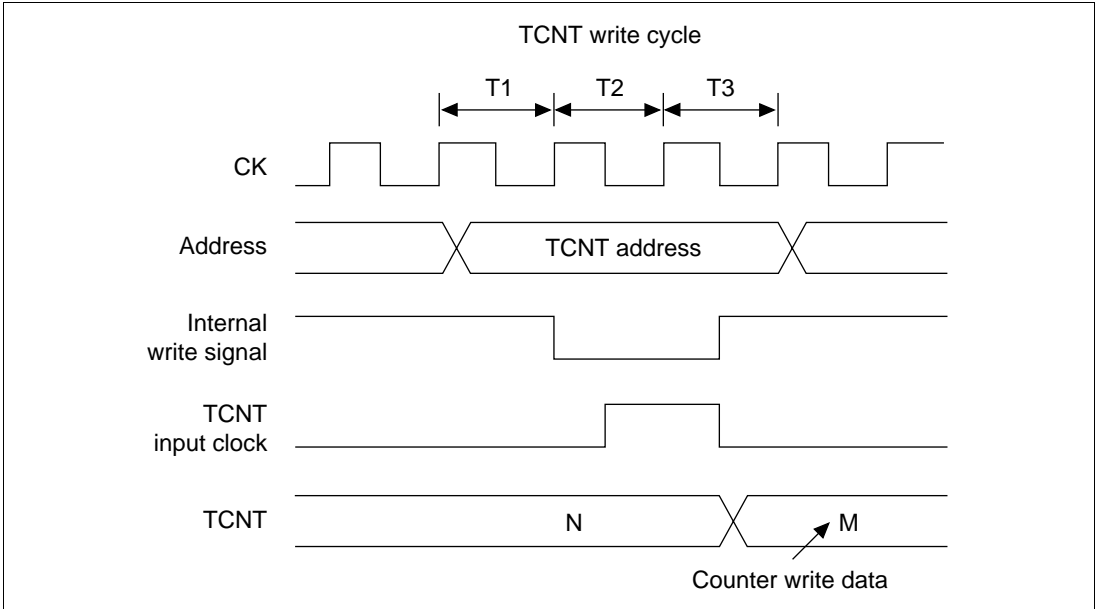 TCNT write cycle
T1 T2 T3
CK
Address
TCNT address
Internal
write signal
TCNT
input clock
TCNT
N
M
Counter write data